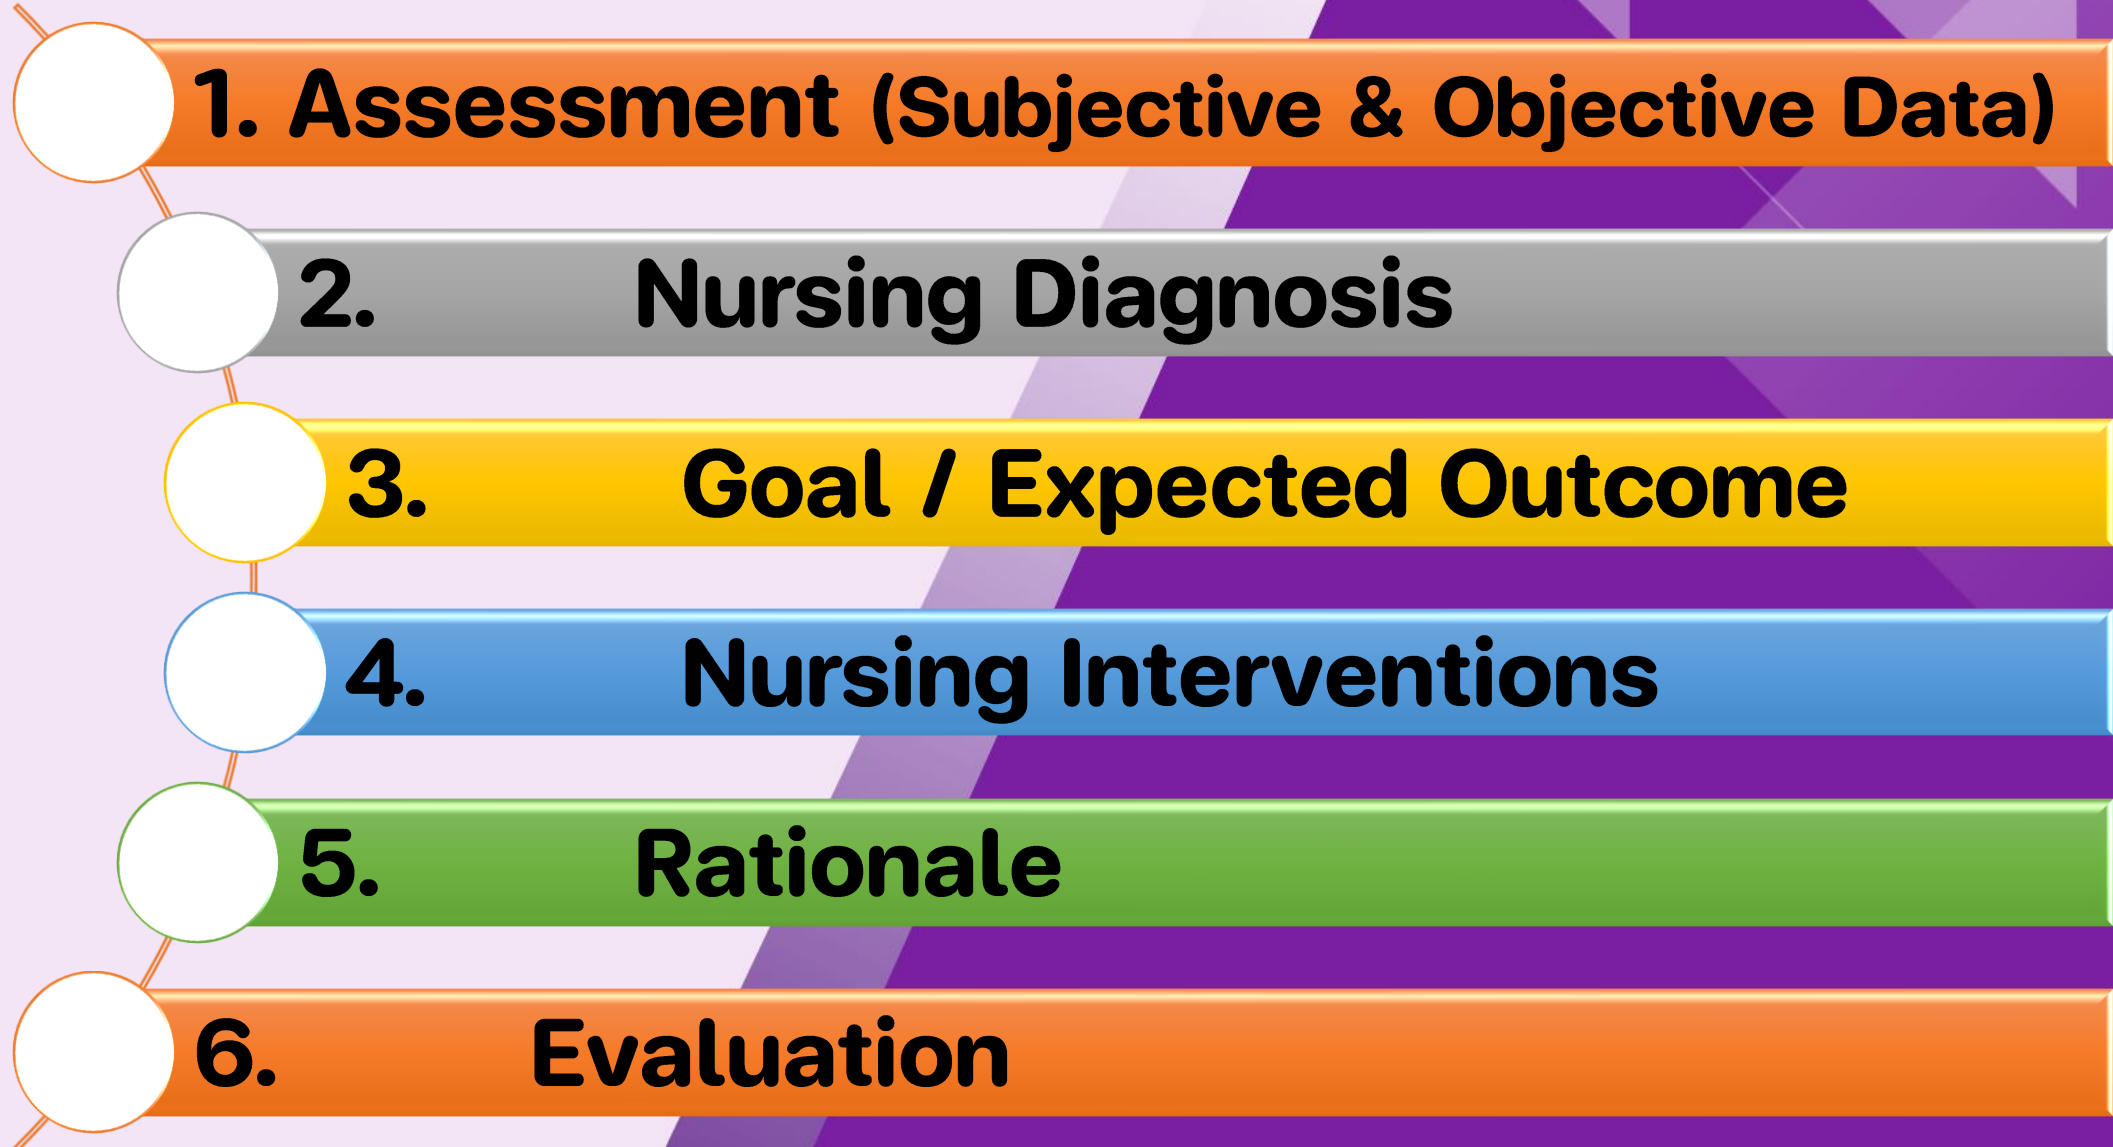 1. Assessment (Subjective & Objective Data)
2. Nursing Diagnosis
3. Goal / Expected Outcome
4. Nursing Interventions
5. Rationale
6. Evaluation